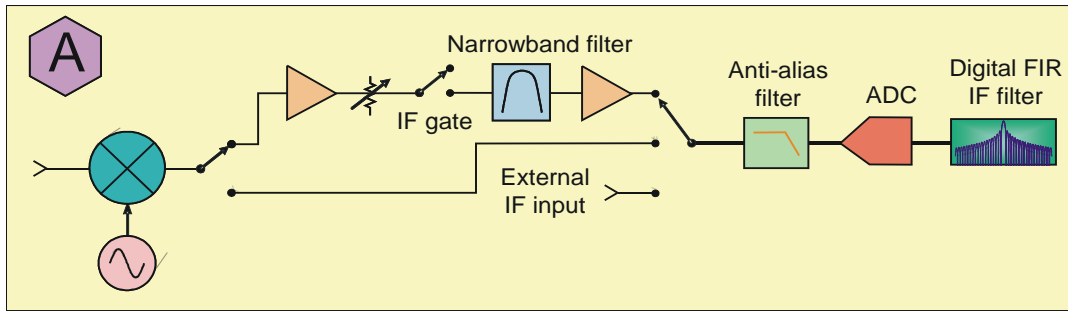 A
Narrowband filter
IF gate
External
IF input
Anti-alias
filter
ADC
Digital FIR
IF filter